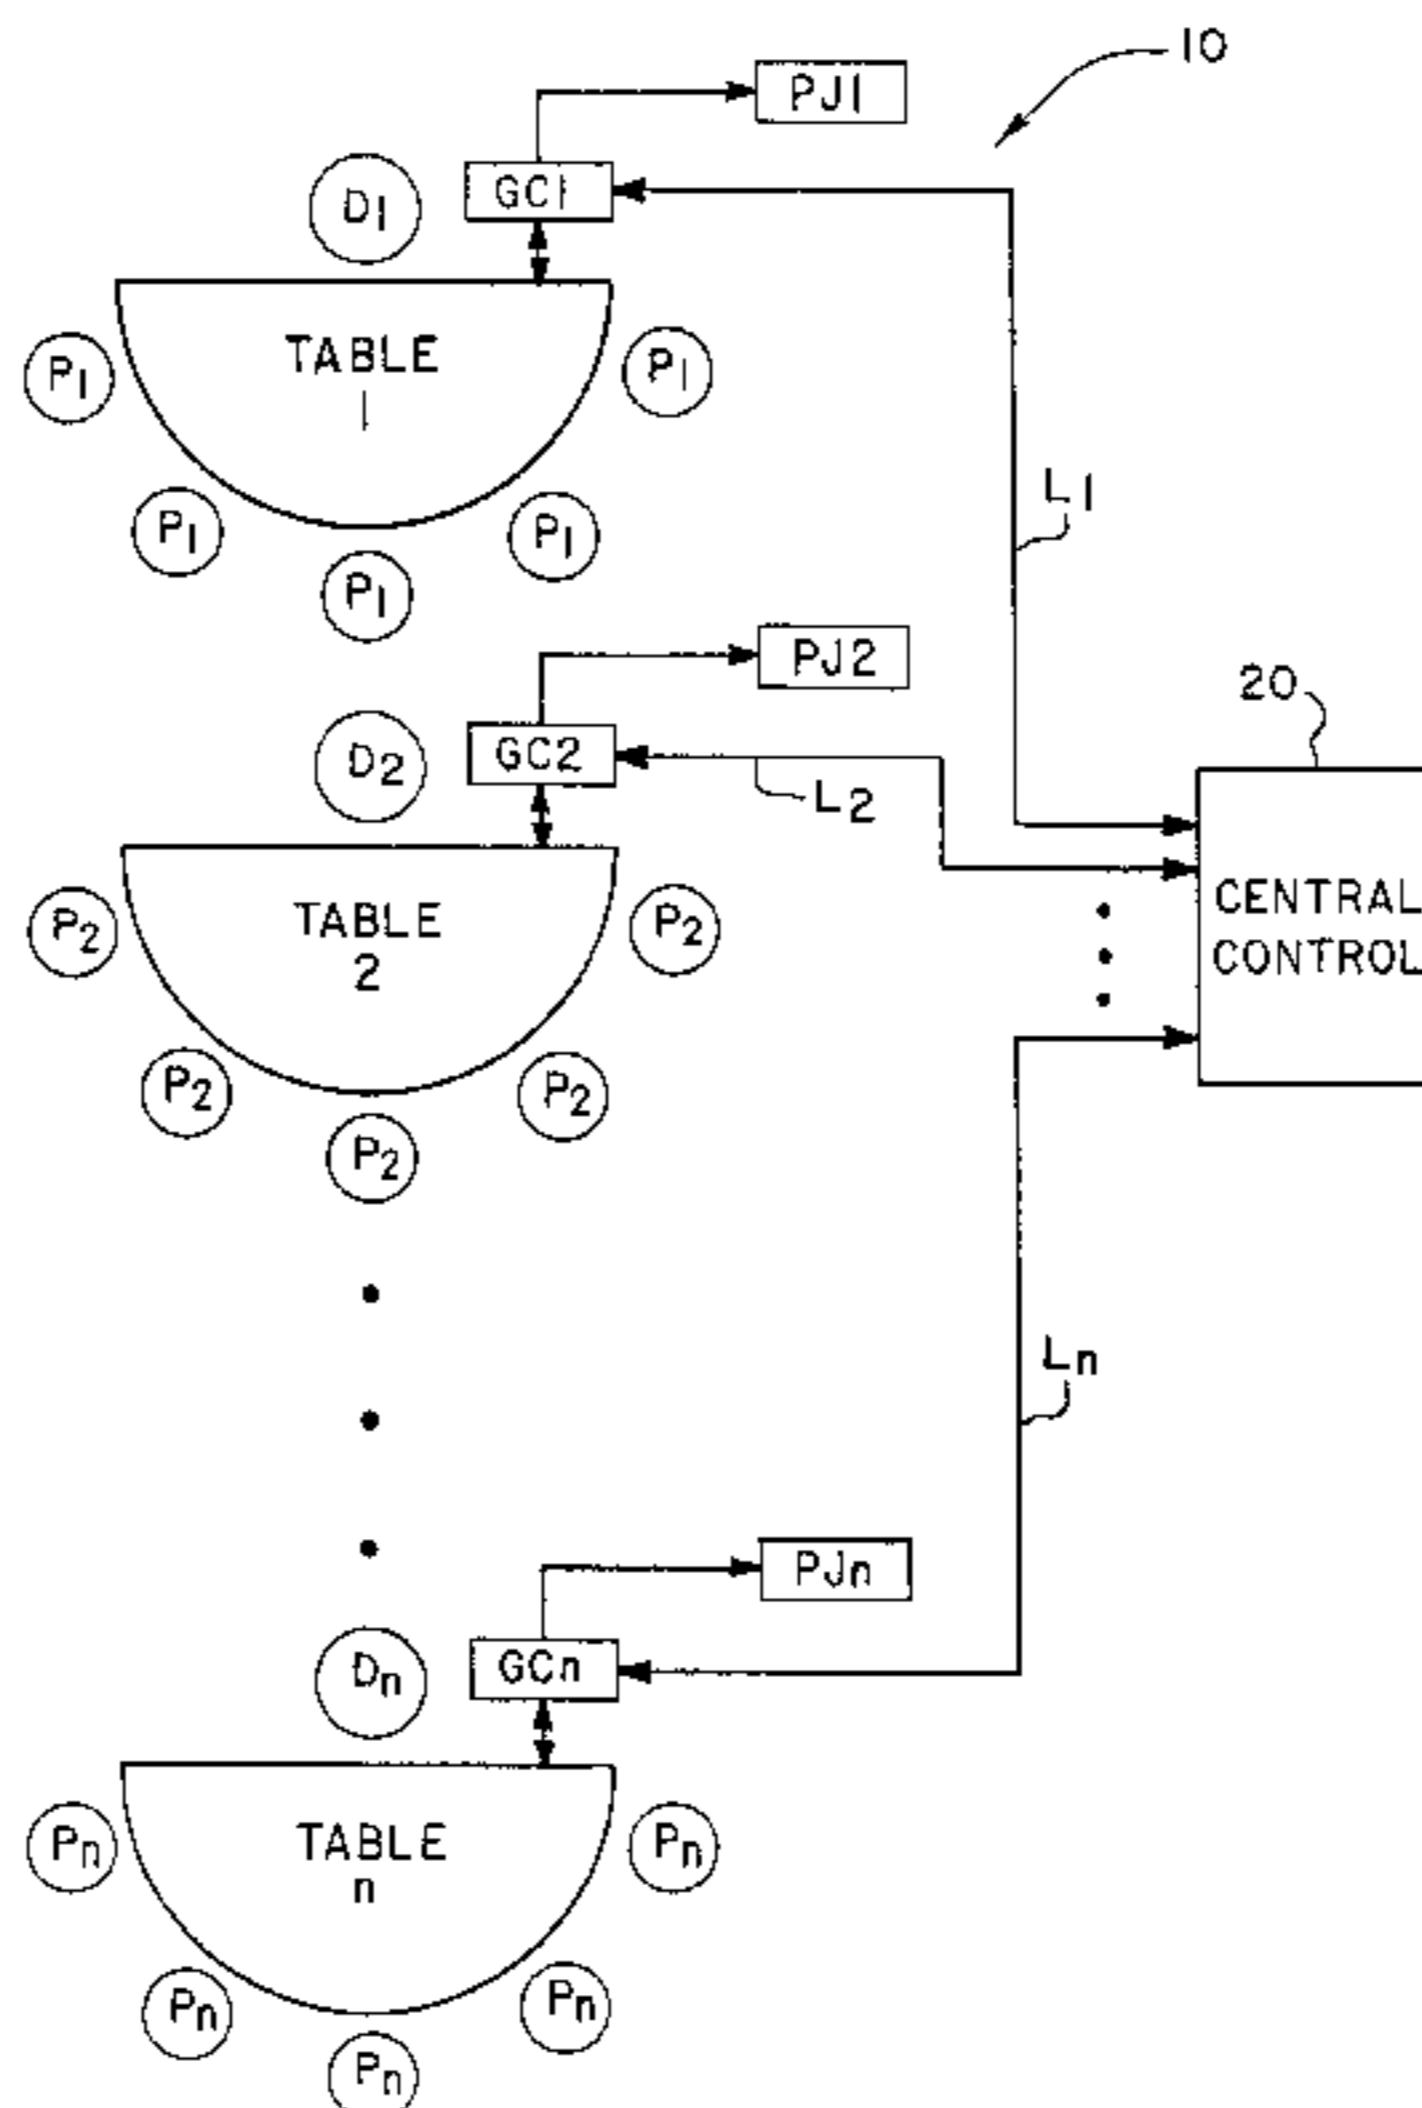 10
PJ1
GC1
D1
TABLE
1
P1
P1
P1
P1
P1
L1
PJ2
GC2
D2
L2
20
TABLE
2
P2
P2
P2
P2
P2
CENTRAL
CONTROL
Ln
PJn
GCn
Dn
TABLE
n
Pn
Pn
Pn
Pn
Pn